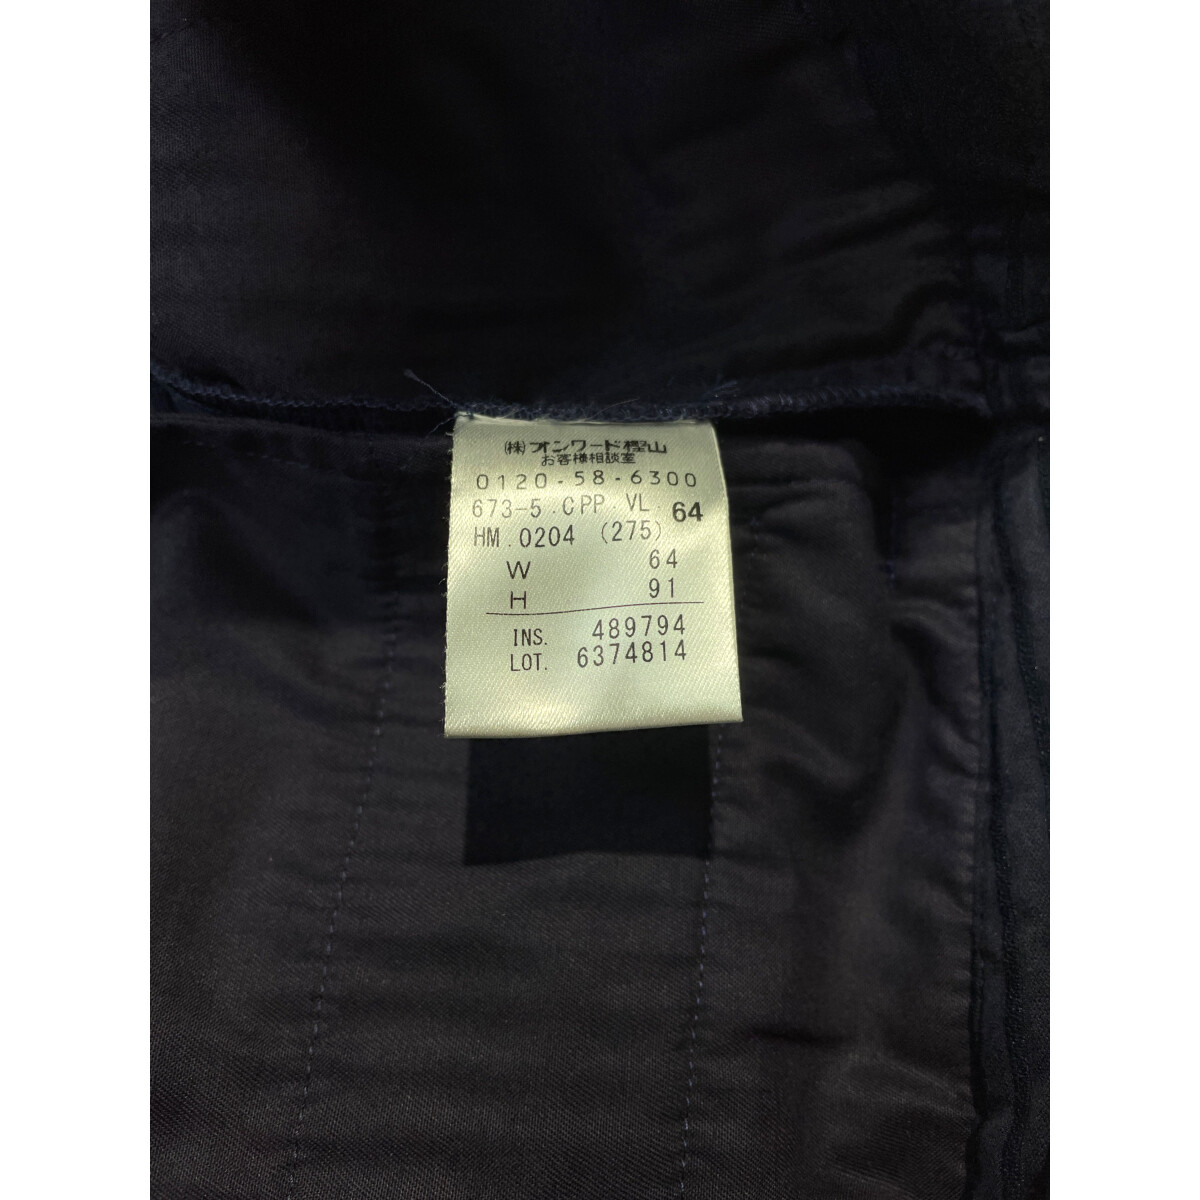 ㈱オンワード樫山
お客様相談室
0120-58-6300
673-5.CPP.VL. 64
HM.0204 (275)
W 64
H 91
INS. 489794
LOT. 6374814